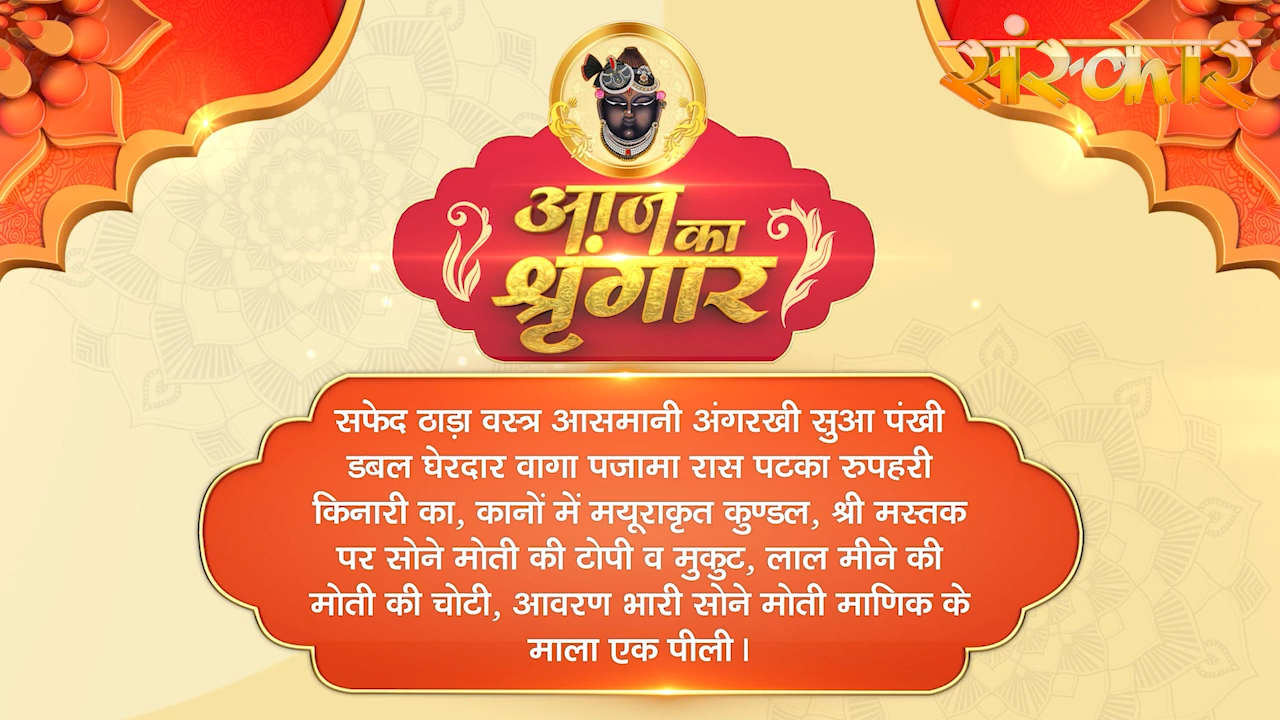 संस्कार
आज का
श्रृंगार
सफेद ठाड़ा वस्त्र आसमानी अंगरखी सुआ पंखी
डबल घेरदार वागा पजामा रास पटका रुपहरी
किनारी का, कानों में मयूराकृत कुण्डल, श्री मस्तक
पर सोने मोती की टोपी व मुकुट, लाल मीने की
मोती की चोटी, आवरण भारी सोने मोती माणिक के
माला एक पीली।